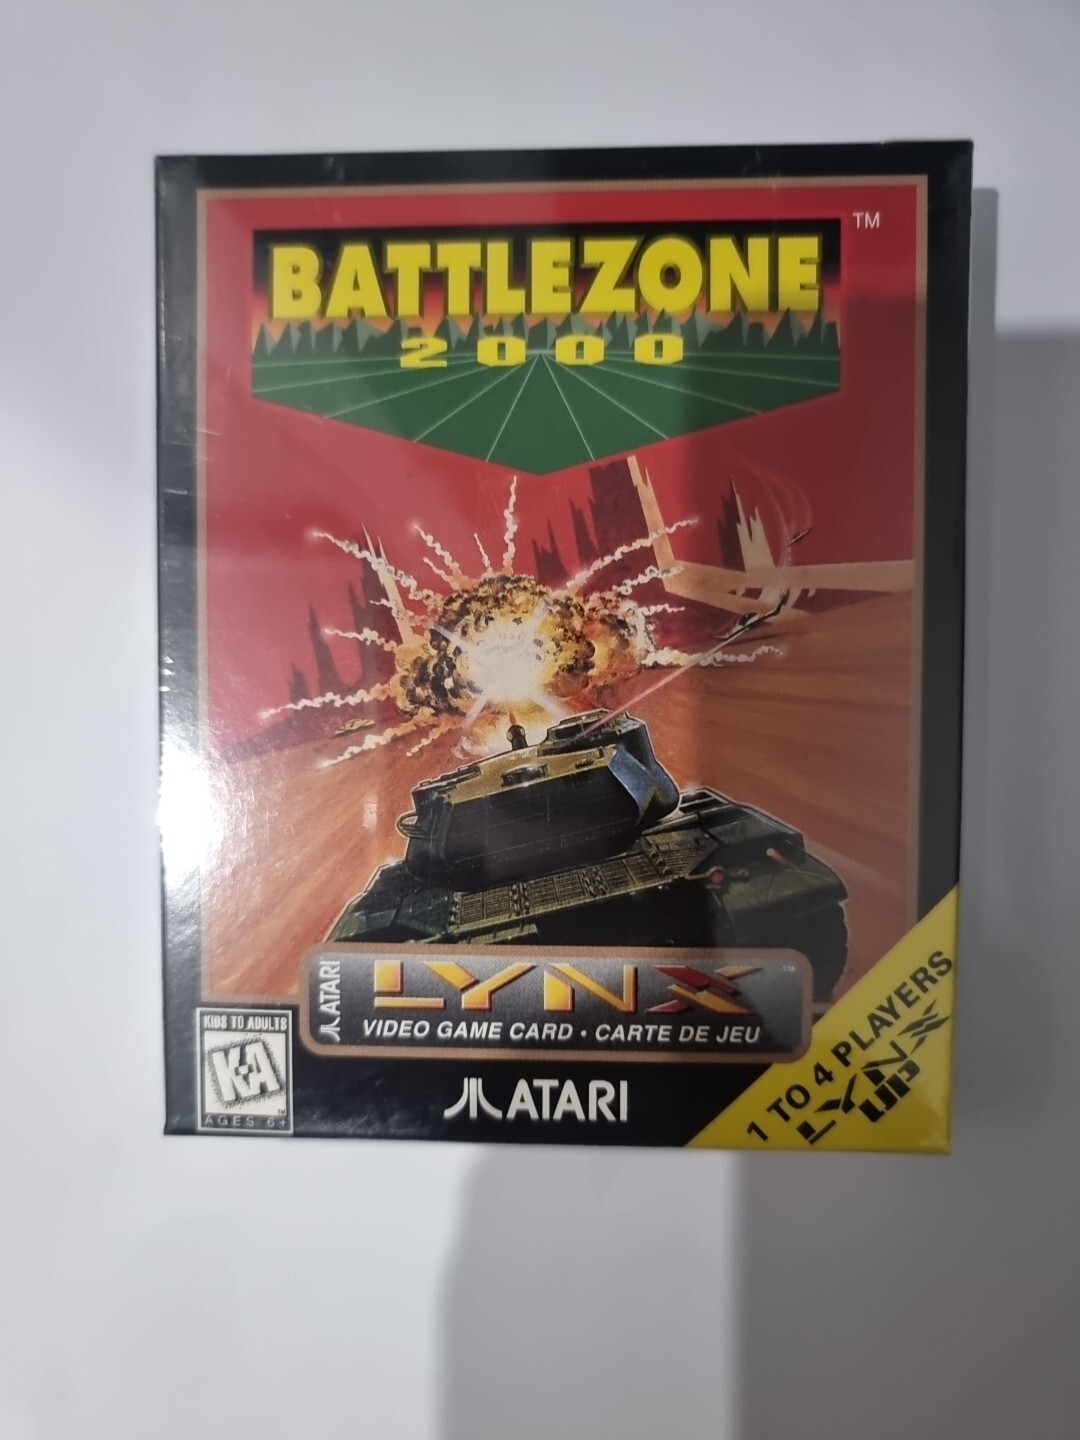 BATTLEZONE
TM
2000
ATARI
LYNX
TM
VIDEO GAME CARD · CARTE DE JEU
KIDS TO ADULTS
K-A
TM
AGES 6+
ATARI
1 TO 4 PLAYERS
LYNX
UP